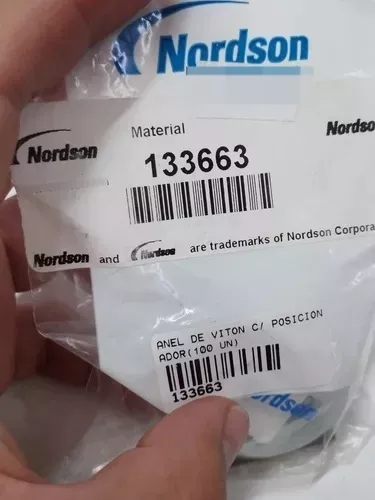 Nordson
Material
Nordson
133663
Nordso
Nordson and Nordson are trademarks of Nordson Corpora
ANEL DE VITON C/ POSICION
ADOR(100 UN)
133663
Nordson